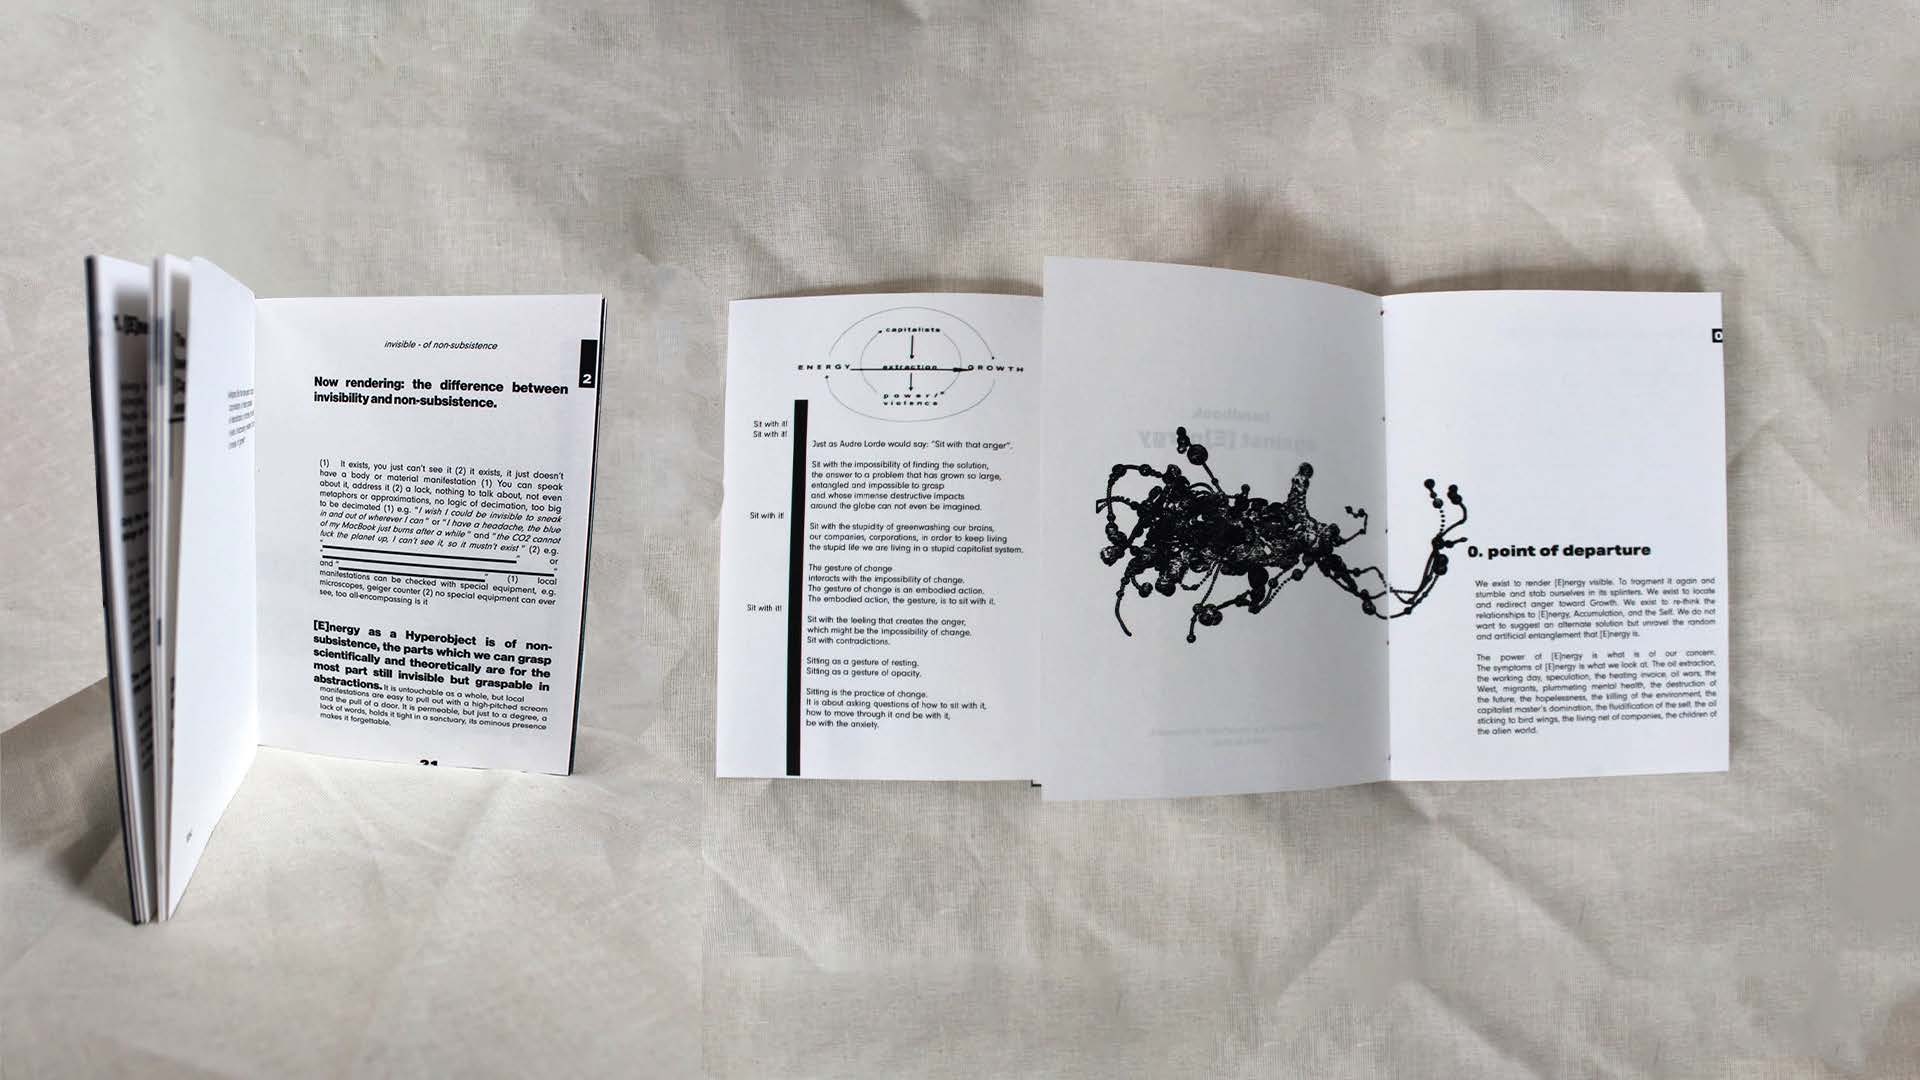 invisible - of non-subsistence
2
Now rendering: the difference between
invisibility and non-subsistence.
(1) It exists, you just can't see it (2) it exists, it just doesn't
have a body or material manifestation (1) You can speak
about it, address it (2) a lack, nothing to talk about, not even
metaphors or approximations, no logic of decimation, too big
to be decimated (1) e.g. "I wish I could be invisible to sneak
in and out of wherever I can" or "I have a headache, the blue
of my MacBook just burns after a while" and "the CO2 cannot
fuck the planet up, I can't see it, so it mustn't exist" (2) e.g.
" " or
and " " (1) local
manifestations can be checked with special equipment, e.g.
microscopes, geiger counter (2) no special equipment can ever
see, too all-encompassing is it
[E]nergy as a Hyperobject is of non-
subsistence, the parts which we can grasp
scientifically and theoretically are for the
most part still invisible but graspable in
abstractions. It is untouchable as a whole, but local
manifestations are easy to pull out with a high-pitched scream
and the pull of a door. It is permeable, but just to a degree, a
lack of words, holds it tight in a sanctuary, its ominous presence
makes it forgettable.
capitalists
ENERGY extraction GROWTH
power/
violence
Sit with it!
Sit with it!
Just as Audre Lorde would say: "Sit with that anger".
Sit with the impossibility of finding the solution,
the answer to a problem that has grown so large,
entangled and impossible to grasp
and whose immense destructive impacts
around the globe can not even be imagined.
Sit with it!
Sit with the stupidity of greenwashing our brains,
our companies, corporations, in order to keep living
the stupid life we are living in a stupid capitalist system.
The gesture of change
interacts with the impossibility of change.
The gesture of change is an embodied action.
The embodied action, the gesture, is to sit with it.
Sit with it!
Sit with the feeling that creates the anger,
which might be the impossibility of change.
Sit with contradictions.
Sitting as a gesture of resting.
Sitting as a gesture of opacity.
Sitting is the practice of change.
It is about asking questions of how to sit with it,
how to move through it and be with it,
be with the anxiety.
handbook
against [E]nergy
0
0. point of departure
We exist to render [E]nergy visible. To fragment it again and
stumble and stab ourselves in its splinters. We exist to locate
and redirect anger toward Growth. We exist to re-think the
relationships to [E]nergy, Accumulation, and the Self. We do not
want to suggest an alternate solution but unravel the random
and artificial entanglement that [E]nergy is.
The power of [E]nergy is what is of our concern.
The symptoms of [E]nergy is what we look at. The oil extraction,
the working day, speculation, the heating invoice, oil wars, the
West, migrants, plummeting mental health, the destruction of
the future, the hopelessness, the killing of the environment, the
capitalist master's domination, the fluidification of the self, the oil
sticking to bird wings, the living net of companies, the children of
the alien world.